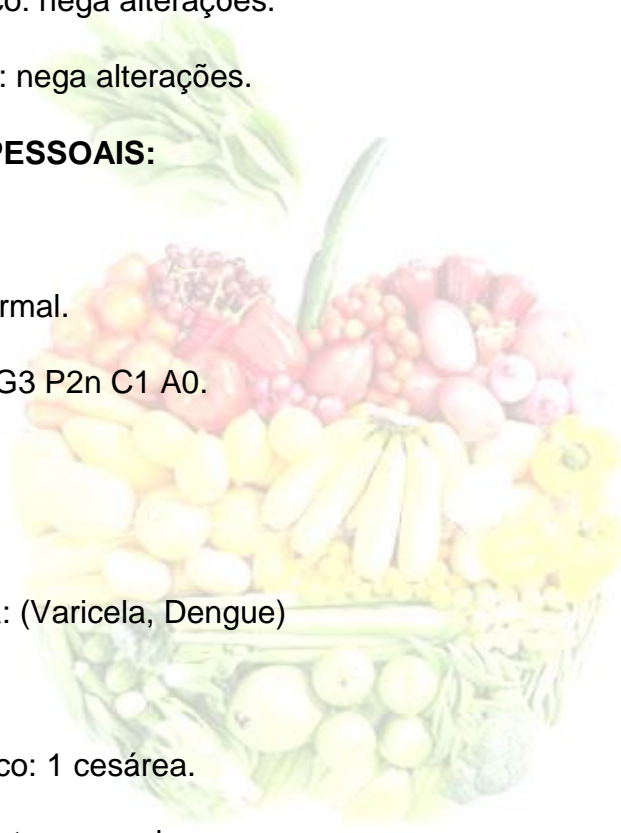 co: nega alterações.
: nega alterações.
PESSOAIS:
rmal.
G3 P2n C1 A0.
: (Varicela, Dengue)
co: 1 cesárea.